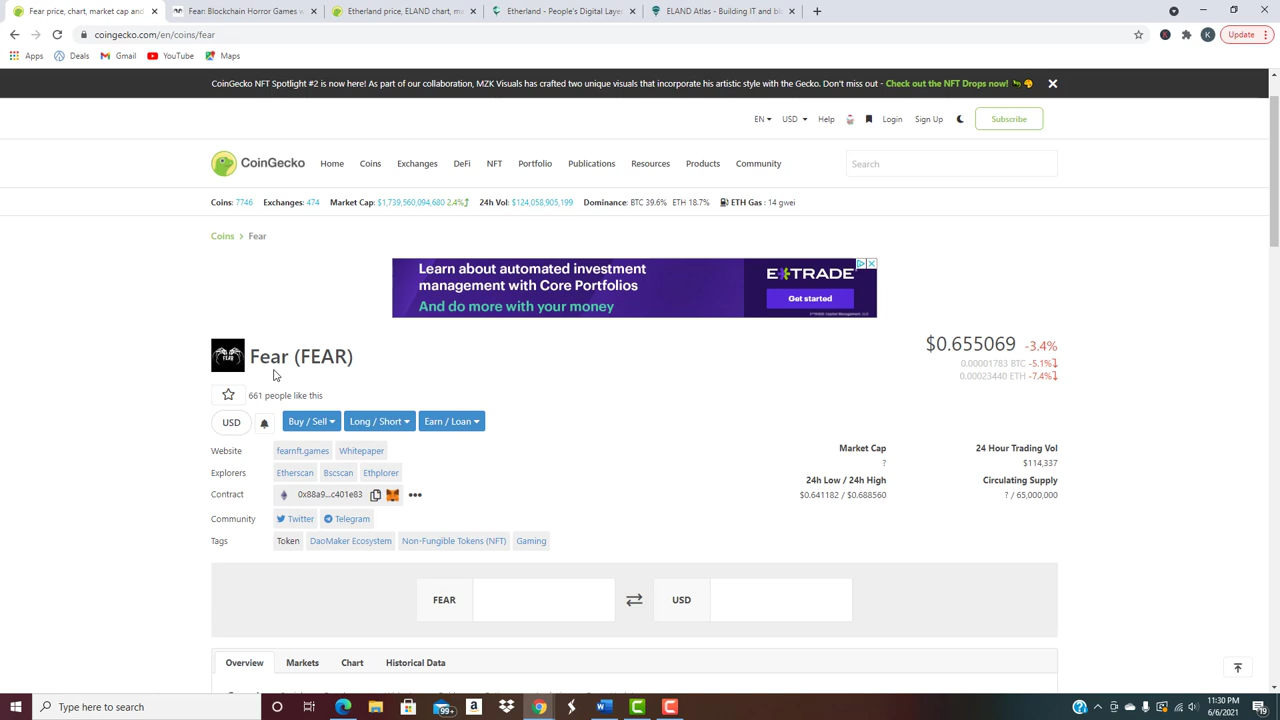 Fear price, chart, market cap and
Fear Blockchain Horror Games W
Etherland, ELAND chart, market
Etherland - People's Digital Laye
ELAND Atlas - Building IT and bl
coingecko.com/en/coins/fear
K
Update
Apps
Deals
Gmail
YouTube
Maps
CoinGecko NFT Spotlight #2 is now here! As part of our collaboration, MZK Visuals has crafted two unique visuals that incorporate his artistic style with the Gecko. Don't miss out - Check out the NFT Drops now!
EN USD Help Login Sign Up Subscribe
CoinGecko Home Coins Exchanges DeFi NFT Portfolio Publications Resources Products Community Search
Coins: 7746 Exchanges: 474 Market Cap: $1,739,560,094,680 2.4% 24h Vol: $124,058,905,199 Dominance: BTC 39.6% ETH 18.7% ETH Gas : 14 gwei
Coins > Fear
Learn about automated investment
management with Core Portfolios
And do more with your money
E*TRADE
Get started
FEAR
Fear (FEAR)
$0.655069 -3.4%
0.00001783 BTC -5.1%
0.00023440 ETH -7.4%
661 people like this
USD Buy / Sell Long / Short Earn / Loan
Website fearnft.games Whitepaper
Explorers Etherscan Bscscan Ethplorer
Contract 0x88a9...c401e83
Community Twitter Telegram
Tags Token DaoMaker Ecosystem Non-Fungible Tokens (NFT) Gaming
Market Cap
?
24 Hour Trading Vol
$114,337
24h Low / 24h High
$0.641182 / $0.688560
Circulating Supply
? / 65,000,000
FEAR USD
Overview Markets Chart Historical Data
Type here to search
99+
11:30 PM
6/6/2021